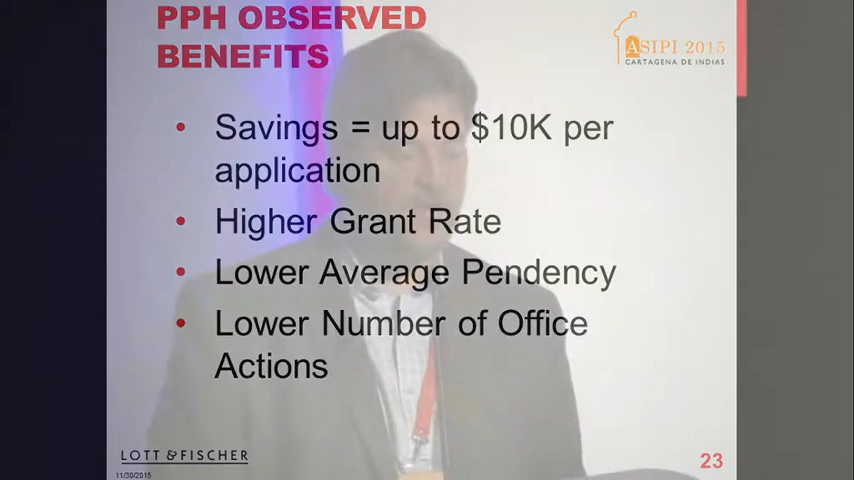 PPH OBSERVED
BENEFITS
ASIPI 2015
CARTAGENA DE INDIAS
• Savings = up to $10K per
application
• Higher Grant Rate
• Lower Average Pendency
• Lower Number of Office
Actions
LOTT & FISCHER
23
11/30/2015